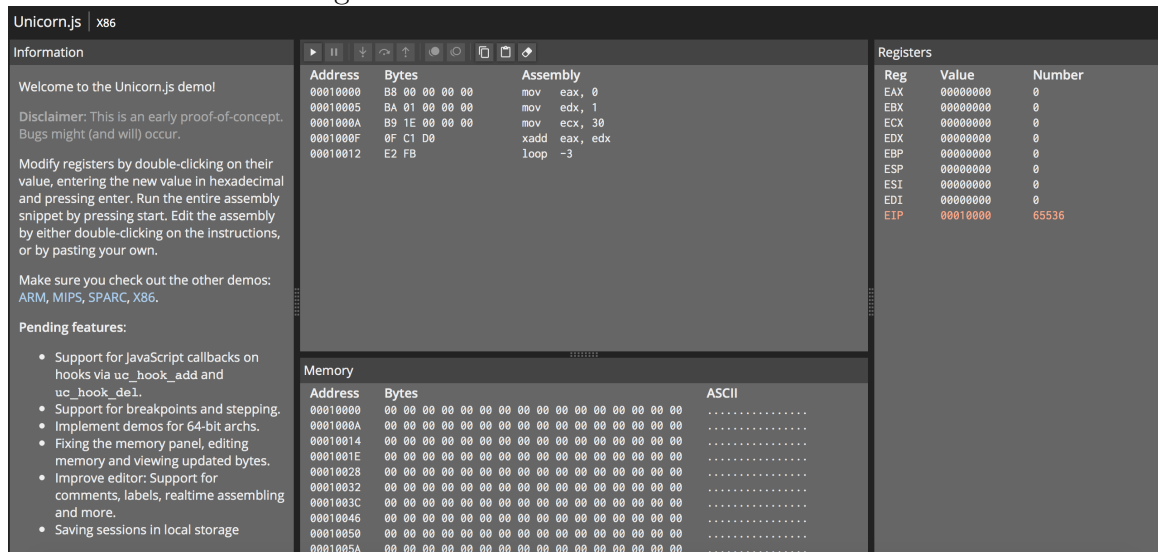 Unicorn.js | X86
Information
Welcome to the Unicorn.js demo!
Disclaimer: This is an early proof-of-concept.
Bugs might (and will) occur.
Modify registers by double-clicking on their
value, entering the new value in hexadecimal
and pressing enter. Run the entire assembly
snippet by pressing start. Edit the assembly
by either double-clicking on the instructions,
or by pasting your own.
Make sure you check out the other demos:
ARM, MIPS, SPARC, X86.
Pending features:
• Support for JavaScript callbacks on
hooks via uc_hook_add and
uc_hook_del.
• Support for breakpoints and stepping.
• Implement demos for 64-bit archs.
• Fixing the memory panel, editing
memory and viewing updated bytes.
• Improve editor: Support for
comments, labels, realtime assembling
and more.
• Saving sessions in local storage
Address Bytes Assembly
00010000 B8 00 00 00 00 mov eax, 0
00010005 BA 01 00 00 00 mov edx, 1
0001000A B9 1E 00 00 00 mov ecx, 30
0001000F 0F C1 D0 xadd eax, edx
00010012 E2 FB loop -3
Memory
Address Bytes ASCII
00010000 00 00 00 00 00 00 00 00 00 00 00 00 00 00 00 00 ................
0001000A 00 00 00 00 00 00 00 00 00 00 00 00 00 00 00 00 ................
00010014 00 00 00 00 00 00 00 00 00 00 00 00 00 00 00 00 ................
0001001E 00 00 00 00 00 00 00 00 00 00 00 00 00 00 00 00 ................
00010028 00 00 00 00 00 00 00 00 00 00 00 00 00 00 00 00 ................
00010032 00 00 00 00 00 00 00 00 00 00 00 00 00 00 00 00 ................
0001003C 00 00 00 00 00 00 00 00 00 00 00 00 00 00 00 00 ................
00010046 00 00 00 00 00 00 00 00 00 00 00 00 00 00 00 00 ................
00010050 00 00 00 00 00 00 00 00 00 00 00 00 00 00 00 00 ................
0001005A 00 00 00 00 00 00 00 00 00 00 00 00 00 00 00 00 ................
Registers
Reg Value Number
EAX 00000000 0
EBX 00000000 0
ECX 00000000 0
EDX 00000000 0
EBP 00000000 0
ESP 00000000 0
ESI 00000000 0
EDI 00000000 0
EIP 00010000 65536